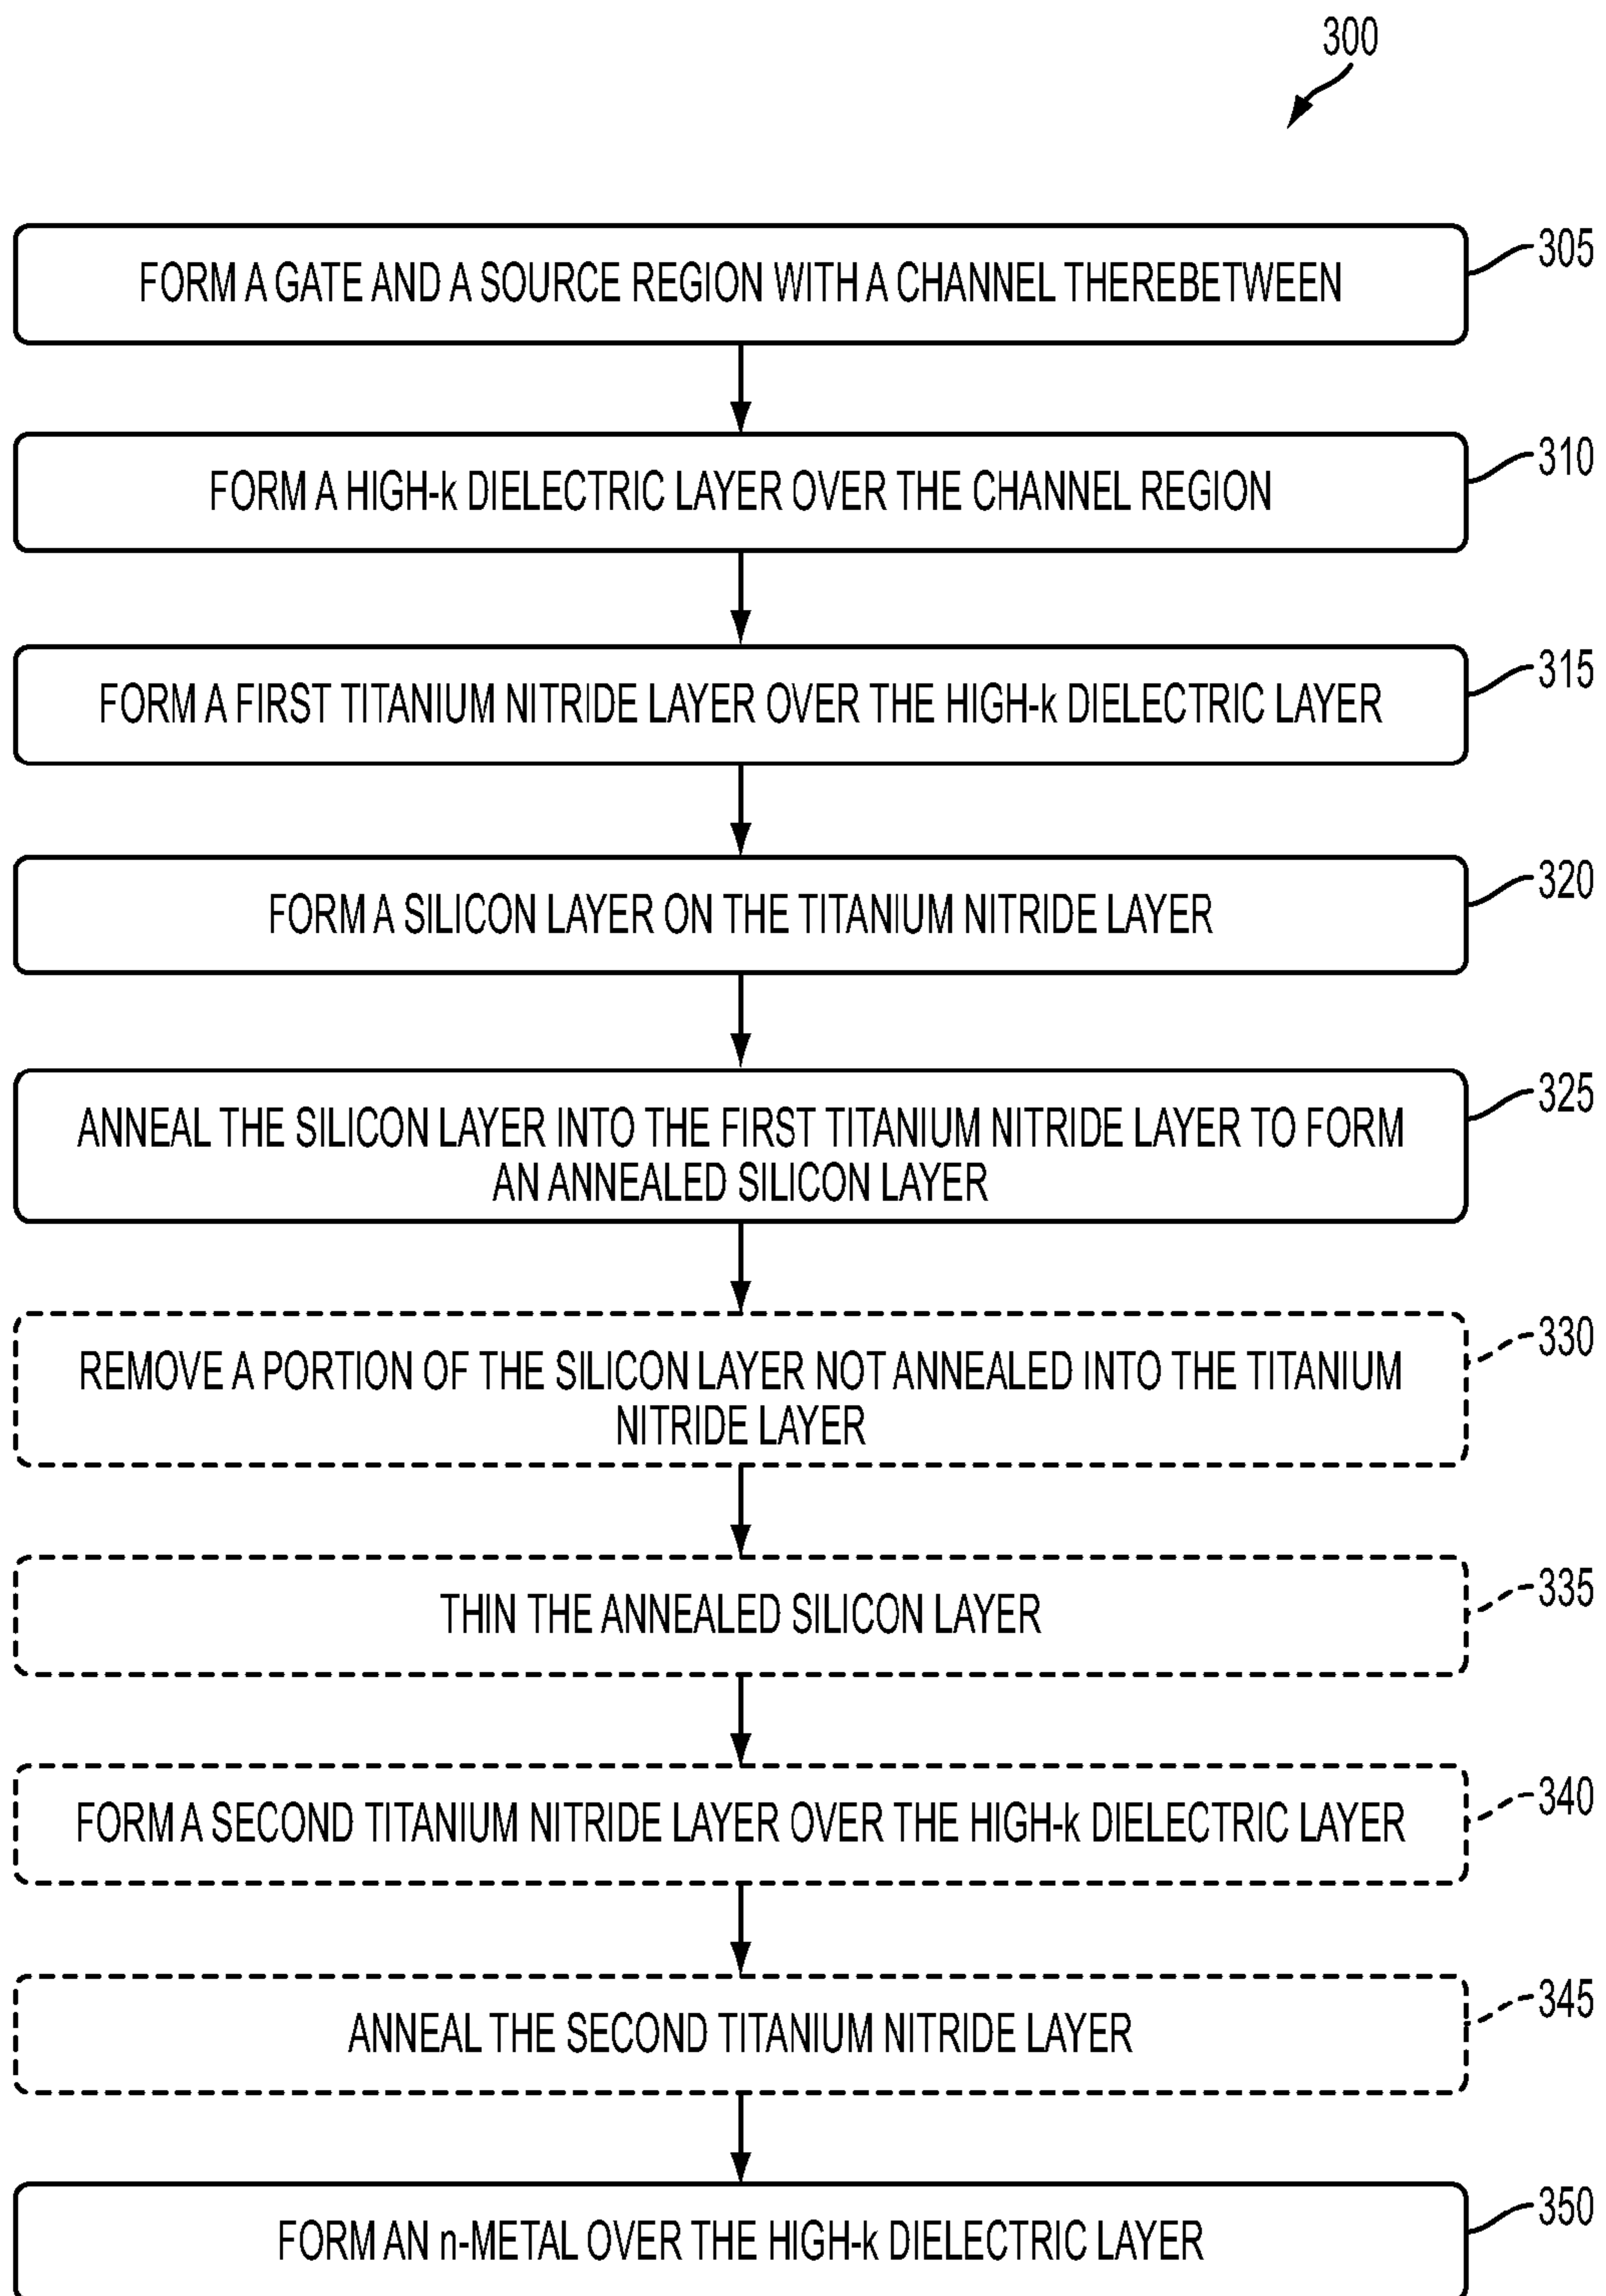 300
FORM A GATE AND A SOURCE REGION WITH A CHANNEL THEREBETWEEN
305
FORM A HIGH-k DIELECTRIC LAYER OVER THE CHANNEL REGION
310
FORM A FIRST TITANIUM NITRIDE LAYER OVER THE HIGH-k DIELECTRIC LAYER
315
FORM A SILICON LAYER ON THE TITANIUM NITRIDE LAYER
320
ANNEAL THE SILICON LAYER INTO THE FIRST TITANIUM NITRIDE LAYER TO FORM
AN ANNEALED SILICON LAYER
325
REMOVE A PORTION OF THE SILICON LAYER NOT ANNEALED INTO THE TITANIUM
NITRIDE LAYER
330
THIN THE ANNEALED SILICON LAYER
335
FORM A SECOND TITANIUM NITRIDE LAYER OVER THE HIGH-k DIELECTRIC LAYER
340
ANNEAL THE SECOND TITANIUM NITRIDE LAYER
345
FORM AN n-METAL OVER THE HIGH-k DIELECTRIC LAYER
350